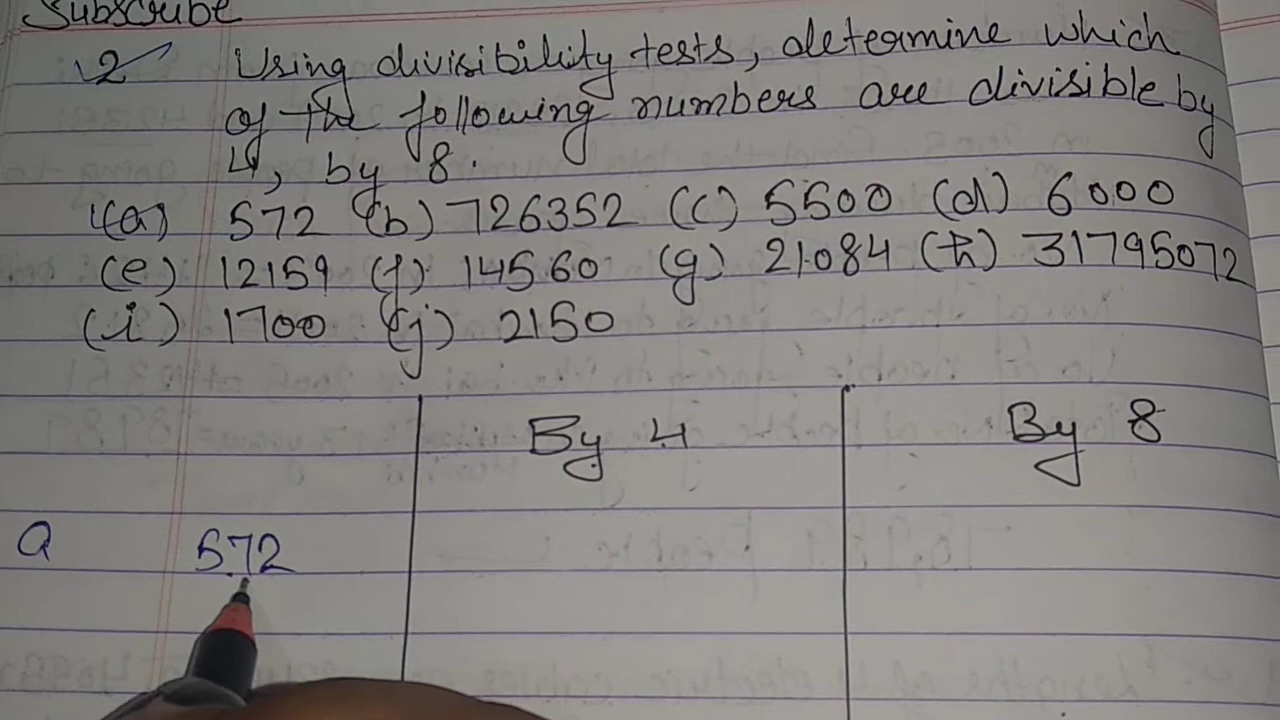 Subscribe
2 Using divisibility tests, determine which
of the following numbers are divisible by
4, by 8.
(a) 572 (b) 726352 (c) 5500 (d) 6000
(e) 12159 (f) 14560 (g) 21084 (h) 31795072
(i) 1700 (j) 2150
By 4 By 8
a 572